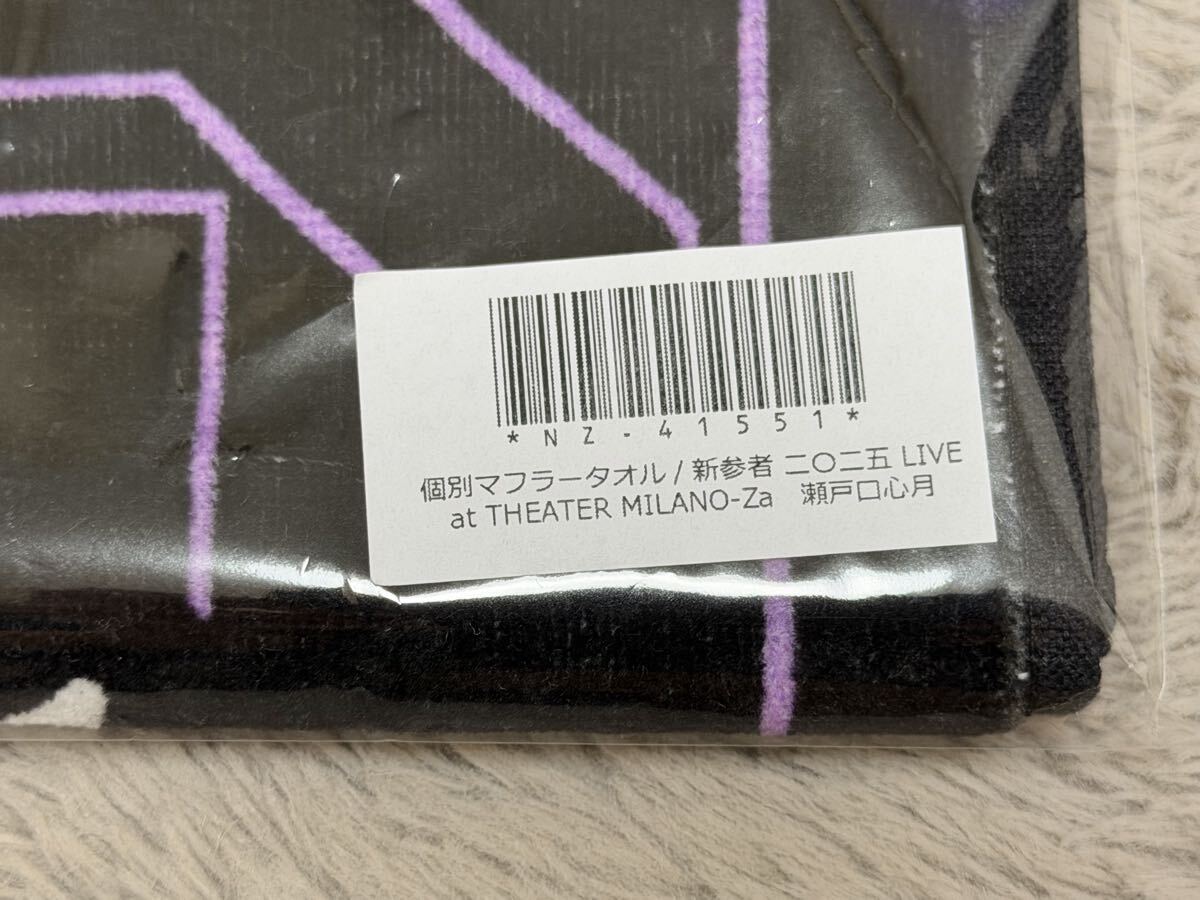 *NZ-41551*
個別マフラータオル / 新参者 二〇二五 LIVE
at THEATER MILANO-Za　瀬戸口心月